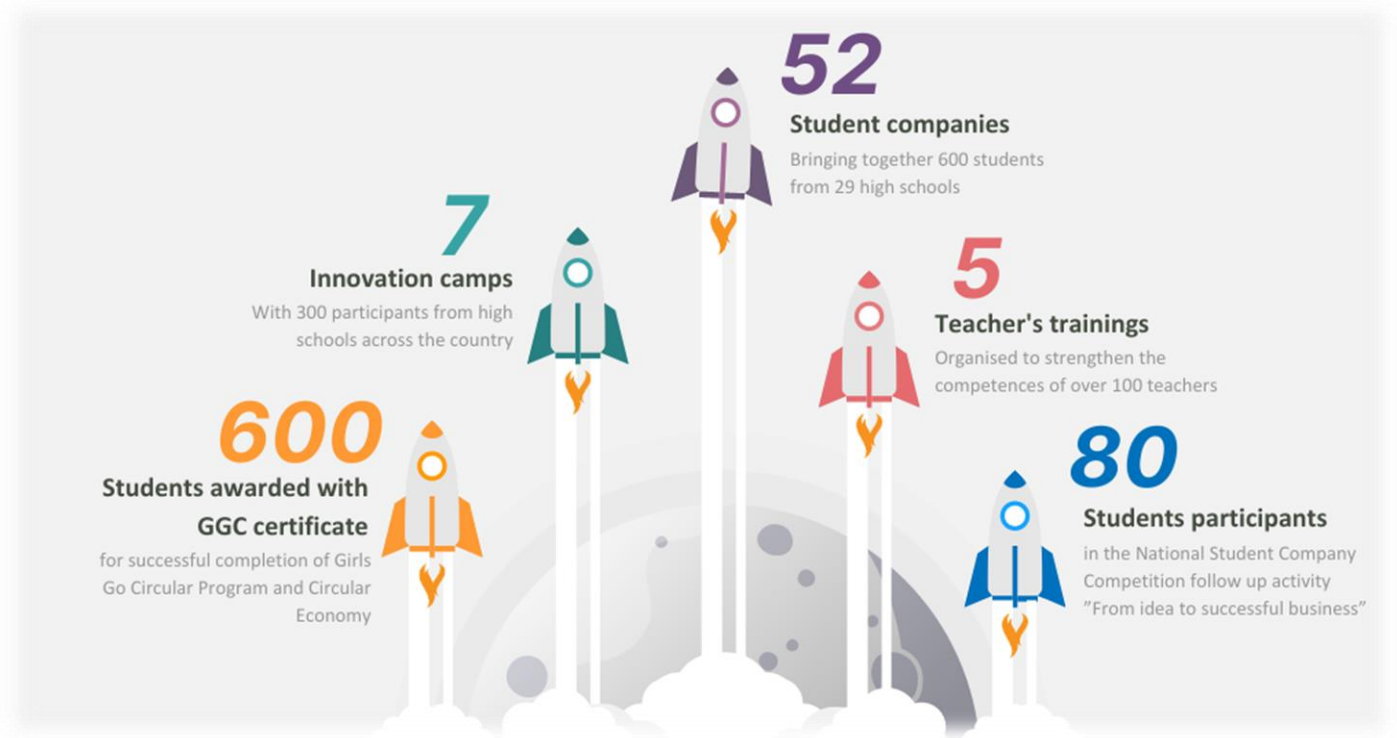 52
Student companies
Bringing together 600 students
from 29 high schools
7
Innovation camps
With 300 participants from high
schools across the country
5
Teacher's trainings
Organised to strengthen the
competences of over 100 teachers
600
Students awarded with
GGC certificate
for successful completion of Girls
Go Circular Program and Circular
Economy
80
Students participants
in the National Student Company
Competition follow up activity
”From idea to successful business”